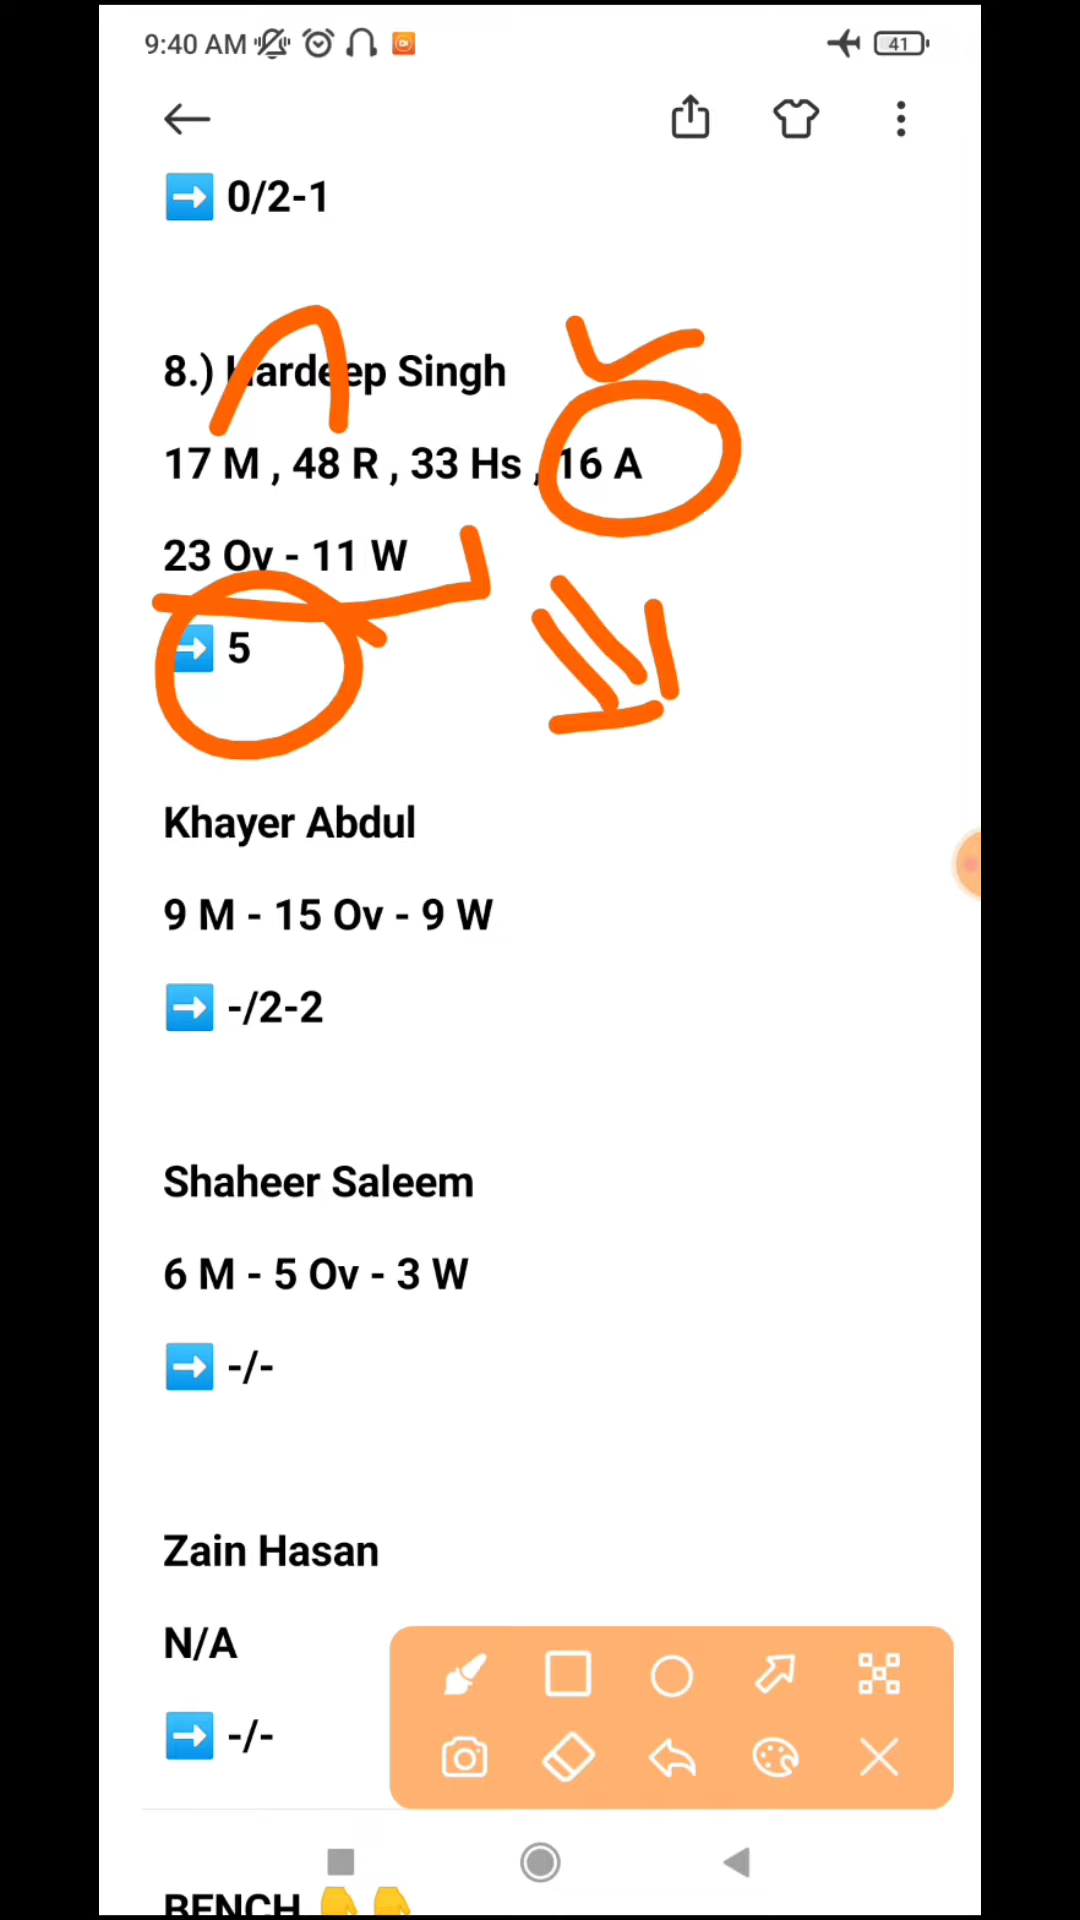 9:40 AM
41
➡️ 0/2-1
8.) Hardeep Singh
17 M , 48 R , 33 Hs , 16 A
23 Ov - 11 W
➡️ 5
Khayer Abdul
9 M - 15 Ov - 9 W
➡️ -/2-2
Shaheer Saleem
6 M - 5 Ov - 3 W
➡️ -/-
Zain Hasan
N/A
➡️ -/-
BENCH 👇👇